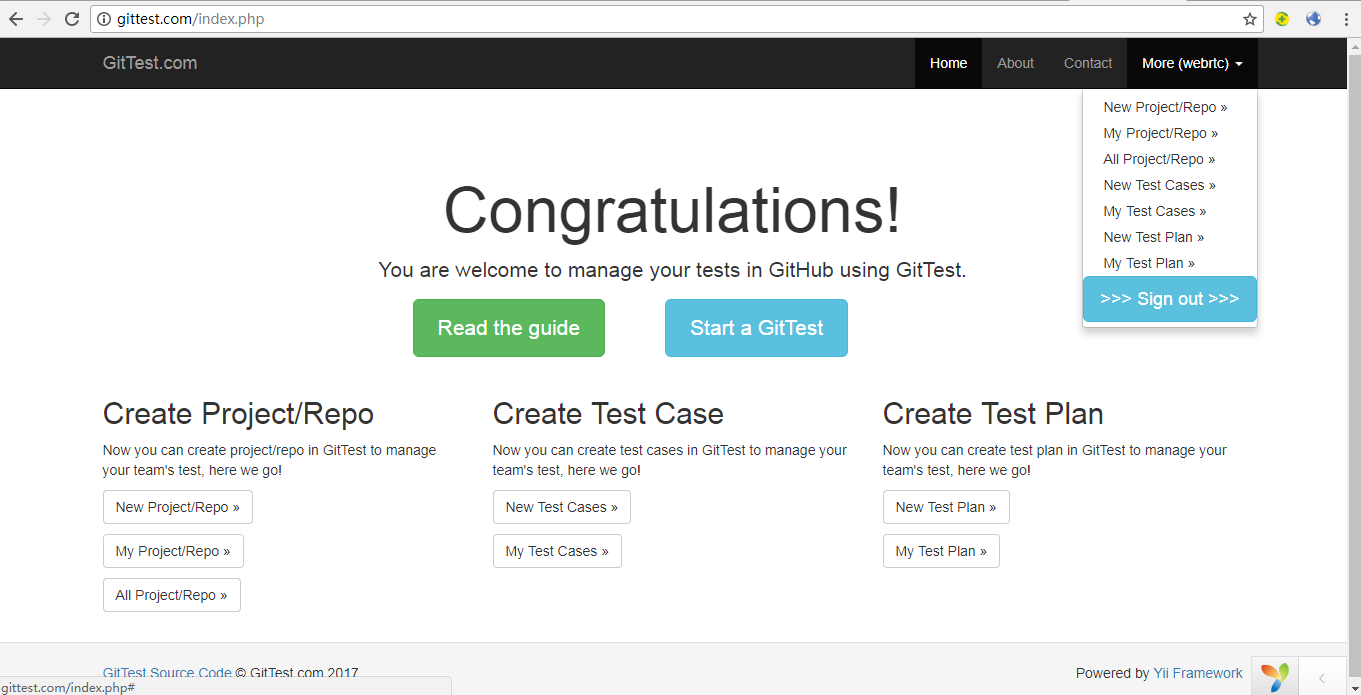 gittest.com/index.php
GitTest.com
Home
About
Contact
More (webrtc)
New Project/Repo »
My Project/Repo »
All Project/Repo »
New Test Cases »
My Test Cases »
New Test Plan »
My Test Plan »
>>> Sign out >>>
Congratulations!
You are welcome to manage your tests in GitHub using GitTest.
Read the guide
Start a GitTest
Create Project/Repo
Now you can create project/repo in GitTest to manage
your team's test, here we go!
New Project/Repo »
My Project/Repo »
All Project/Repo »
Create Test Case
Now you can create test cases in GitTest to manage your
team's test, here we go!
New Test Cases »
My Test Cases »
Create Test Plan
Now you can create test plan in GitTest to manage your
team's test, here we go!
New Test Plan »
My Test Plan »
GitTest Source Code © GitTest.com 2017
Powered by Yii Framework
gittest.com/index.php#